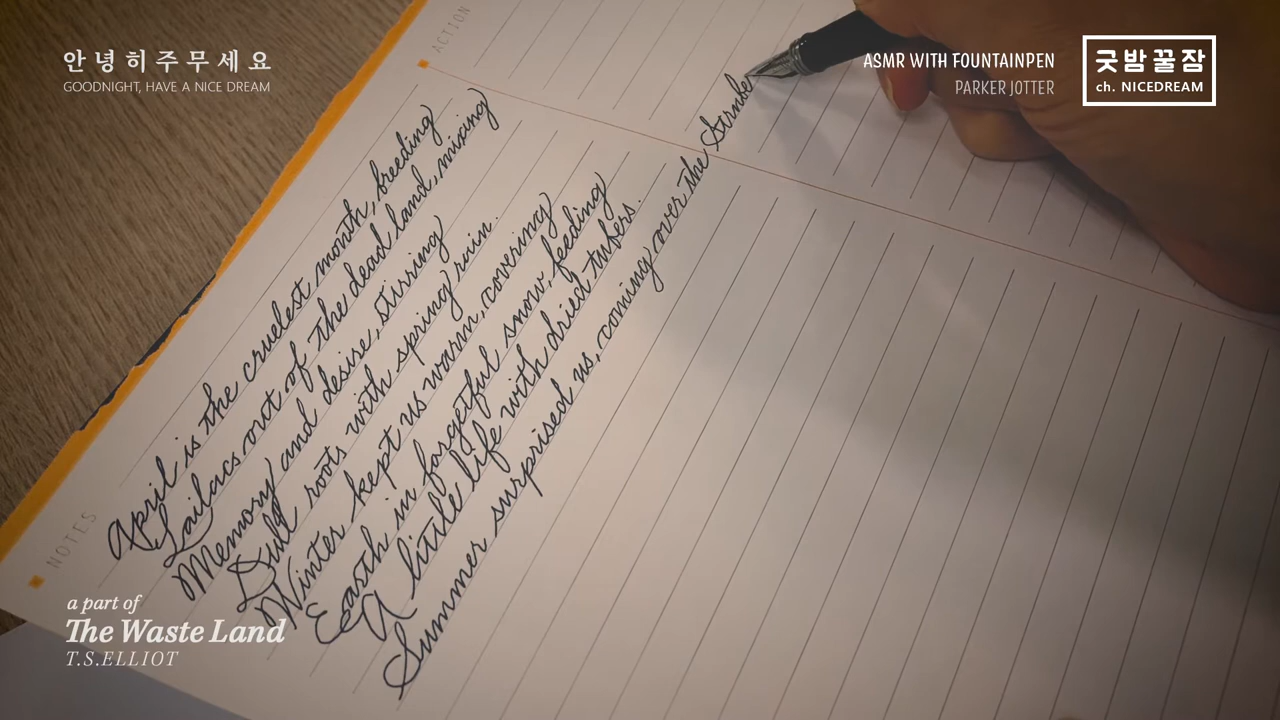 안녕히주무세요
GOODNIGHT, HAVE A NICE DREAM
ASMR WITH FOUNTAINPEN
PARKER JOTTER
굿밤꿀잠
ch. NICEDREAM
ACTION
NOTES
April is the cruelest month, breeding
Lailacs out of the dead land, mixing
Memory and desire, stirring
Dull roots with spring rain.
Winter kept us warm, covering
Earth in forgetful snow, feeding
A little life with dried tubers.
Summer surprised us, coming over the Starnbe
a part of
The Waste Land
T.S.ELLIOT